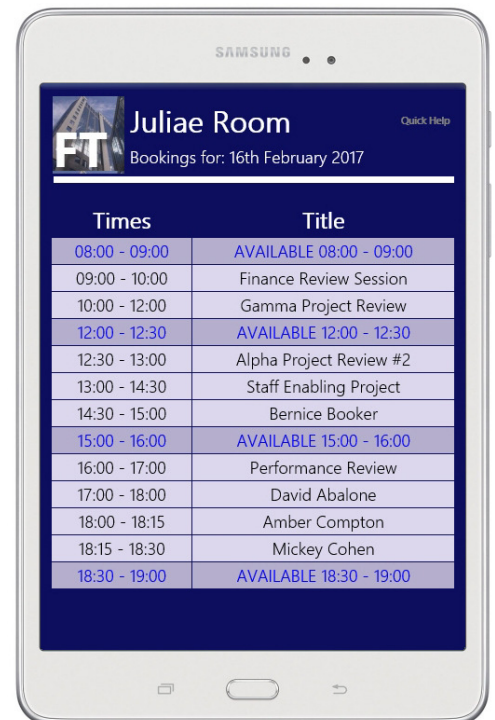 SAMSUNG
FT
Juliae Room
Quick Help
Bookings for: 16th February 2017
Times Title
08:00 - 09:00 AVAILABLE 08:00 - 09:00
09:00 - 10:00 Finance Review Session
10:00 - 12:00 Gamma Project Review
12:00 - 12:30 AVAILABLE 12:00 - 12:30
12:30 - 13:00 Alpha Project Review #2
13:00 - 14:30 Staff Enabling Project
14:30 - 15:00 Bernice Booker
15:00 - 16:00 AVAILABLE 15:00 - 16:00
16:00 - 17:00 Performance Review
17:00 - 18:00 David Abalone
18:00 - 18:15 Amber Compton
18:15 - 18:30 Mickey Cohen
18:30 - 19:00 AVAILABLE 18:30 - 19:00